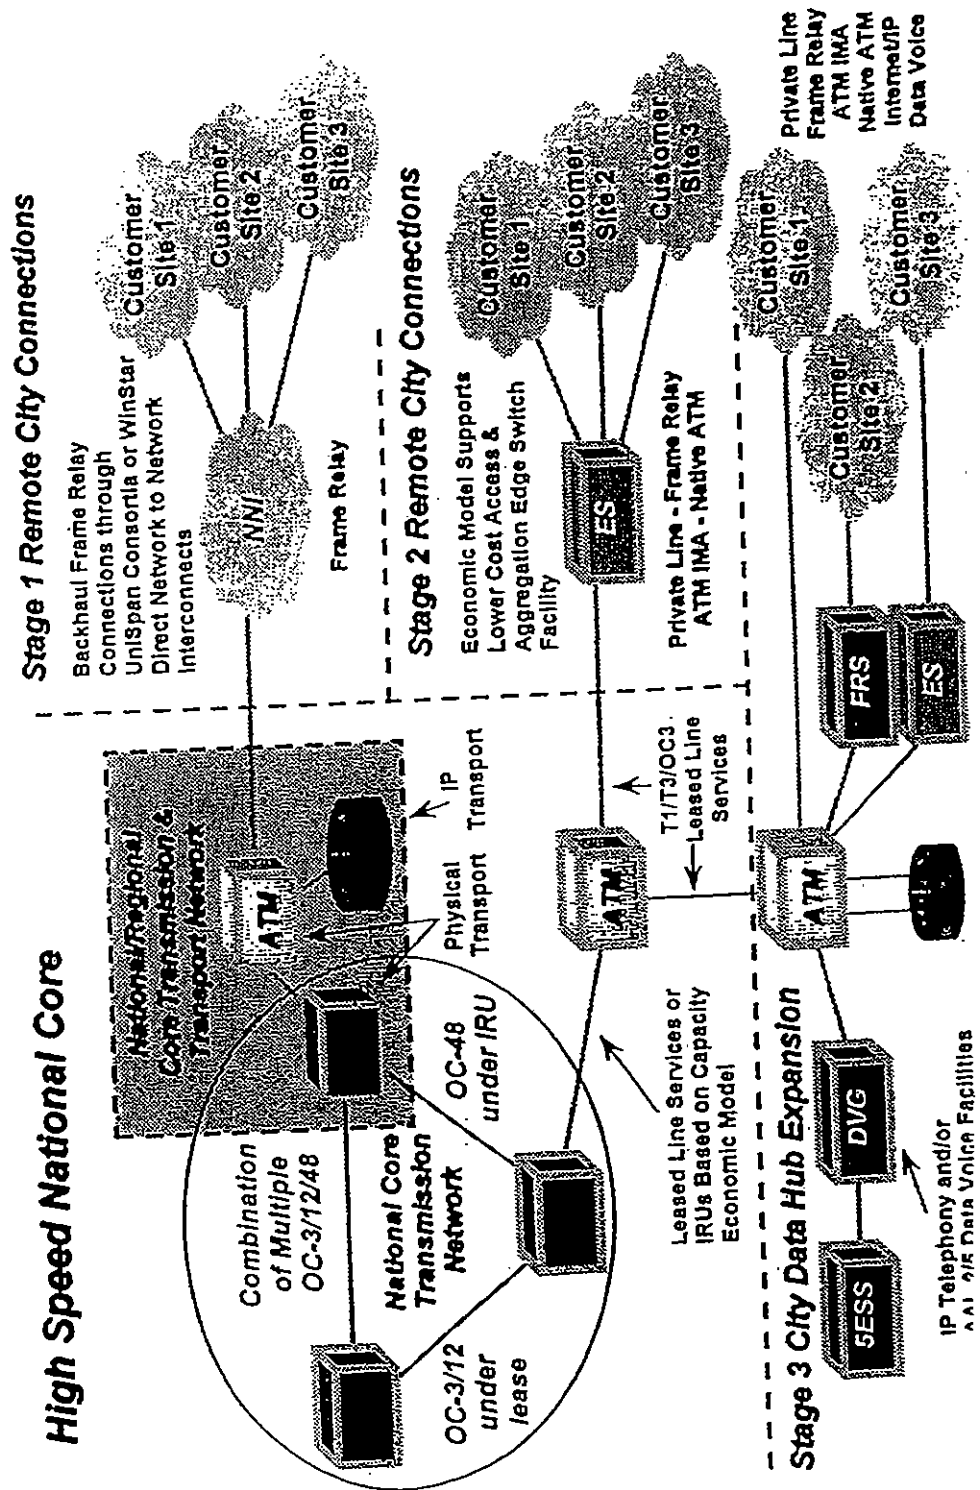 High Speed National Core
National/Regional
Core Transmission &
Transport Network
ATM
IP
Transport
Physical
Transport
Combination
of Multiple
OC-3/12/48
National Core
Transmission
Network
OC-48
under IRU
OC-3/12
under
lease
Leased Line Services or
IRUs Based on Capacity
Economic Model
ATM
T1/T3/OC3
Leased Line
Services
Stage 1 Remote City Connections
Backhaul Frame Relay
Connections through
UniSpan Consortia or WinStar
Direct Network to Network
Interconnects
NNI
Frame Relay
Customer
Site 1
Customer
Site 2
Customer
Site 3
Stage 2 Remote City Connections
Economic Model Supports
Lower Cost Access &
Aggregation Edge Switch
Facility
ES
Private Line - Frame Relay
ATM IMA - Native ATM
Customer
Site 1
Customer
Site 2
Customer
Site 3
Stage 3 City Data Hub Expansion
5ESS
DVG
ATM
FRS
ES
IP Telephony and/or
AAL 2/5 Data Voice Facilities
Customer
Site 1
Customer
Site 2
Customer
Site 3
Private Line
Frame Relay
ATM IMA
Native ATM
Internet/IP
Data Voice